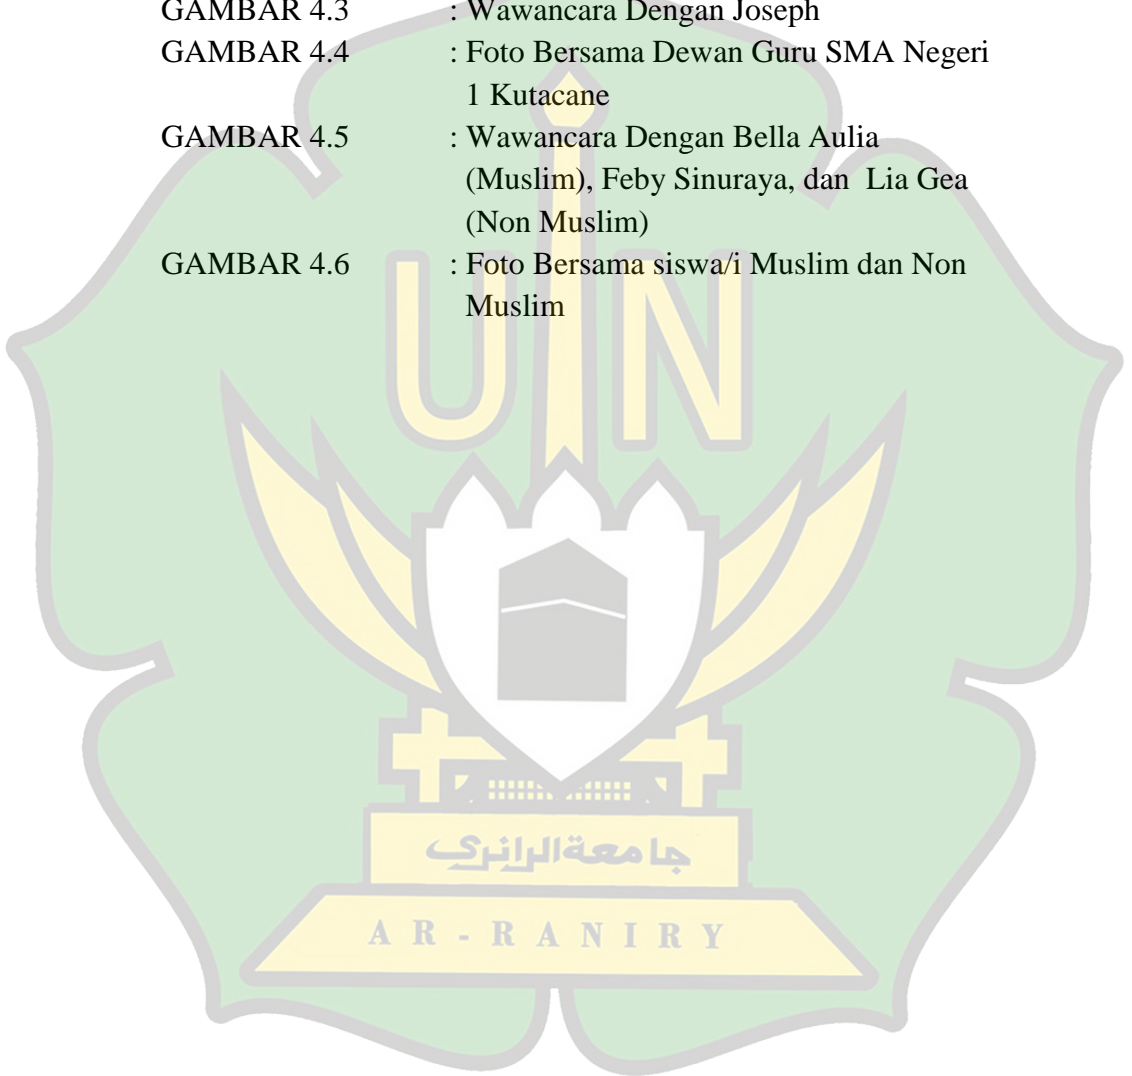 GAMBAR 4.3 : Wawancara Dengan Joseph
GAMBAR 4.4 : Foto Bersama Dewan Guru SMA Negeri
1 Kutacane
GAMBAR 4.5 : Wawancara Dengan Bella Aulia
(Muslim), Feby Sinuraya, dan Lia Gea
(Non Muslim)
GAMBAR 4.6 : Foto Bersama siswa/i Muslim dan Non
Muslim
UIN
جامعةالرانري
AR-RANIRY